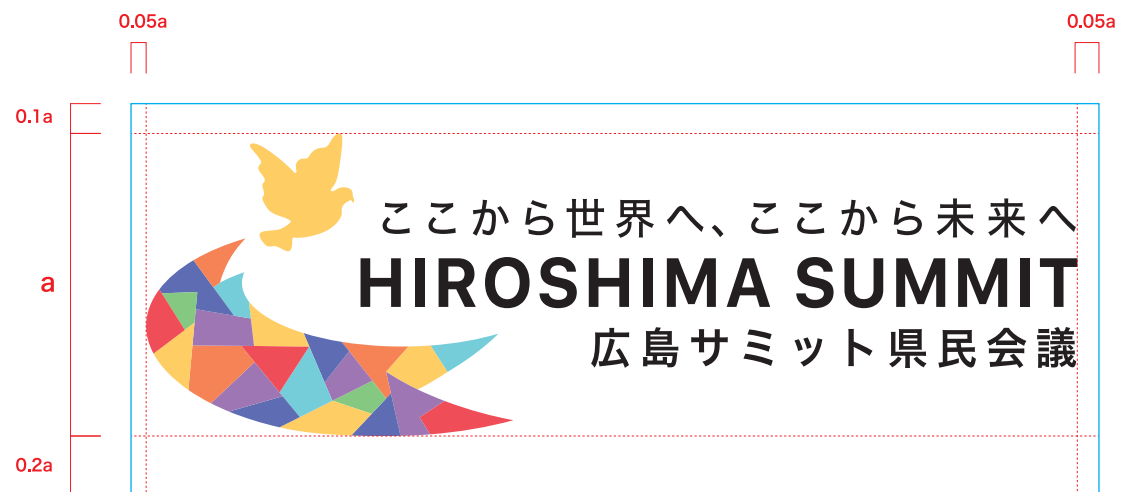 0.05a 0.05a
0.1a
ここから世界へ、ここから未来へ
HIROSHIMA SUMMIT
a
広島サミット県民会議
0.2a